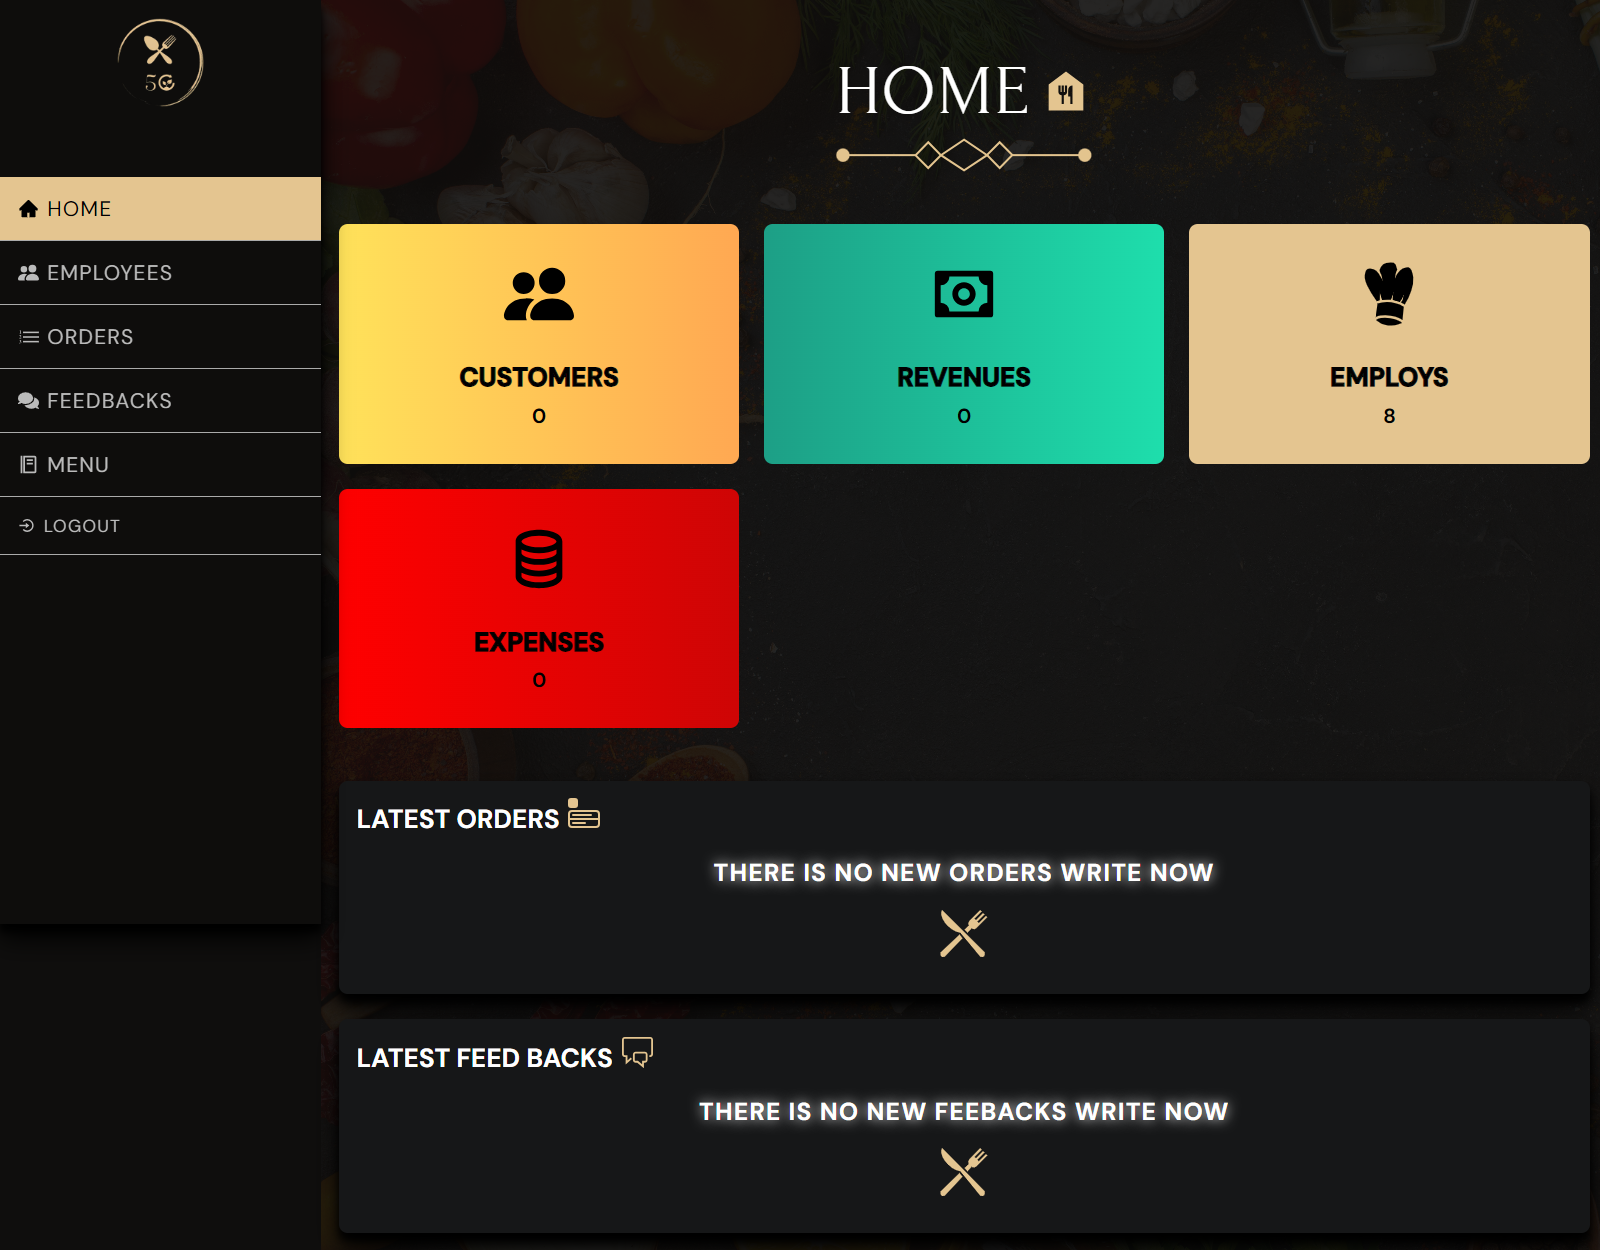 5G
HOME
EMPLOYEES
ORDERS
FEEDBACKS
MENU
LOGOUT
HOME
CUSTOMERS
0
REVENUES
0
EMPLOYS
8
EXPENSES
0
LATEST ORDERS
THERE IS NO NEW ORDERS WRITE NOW
LATEST FEED BACKS
THERE IS NO NEW FEEBACKS WRITE NOW